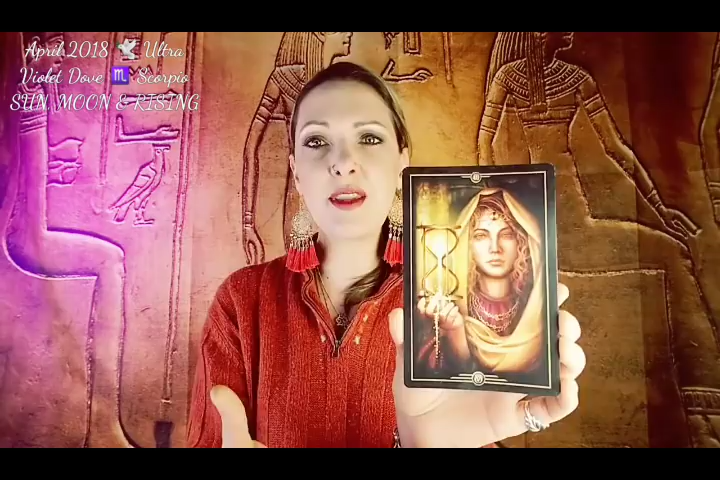 April 2018 🕊 Ultra
Violet Dove ♏ Scorpio
SUN, MOON & RISING